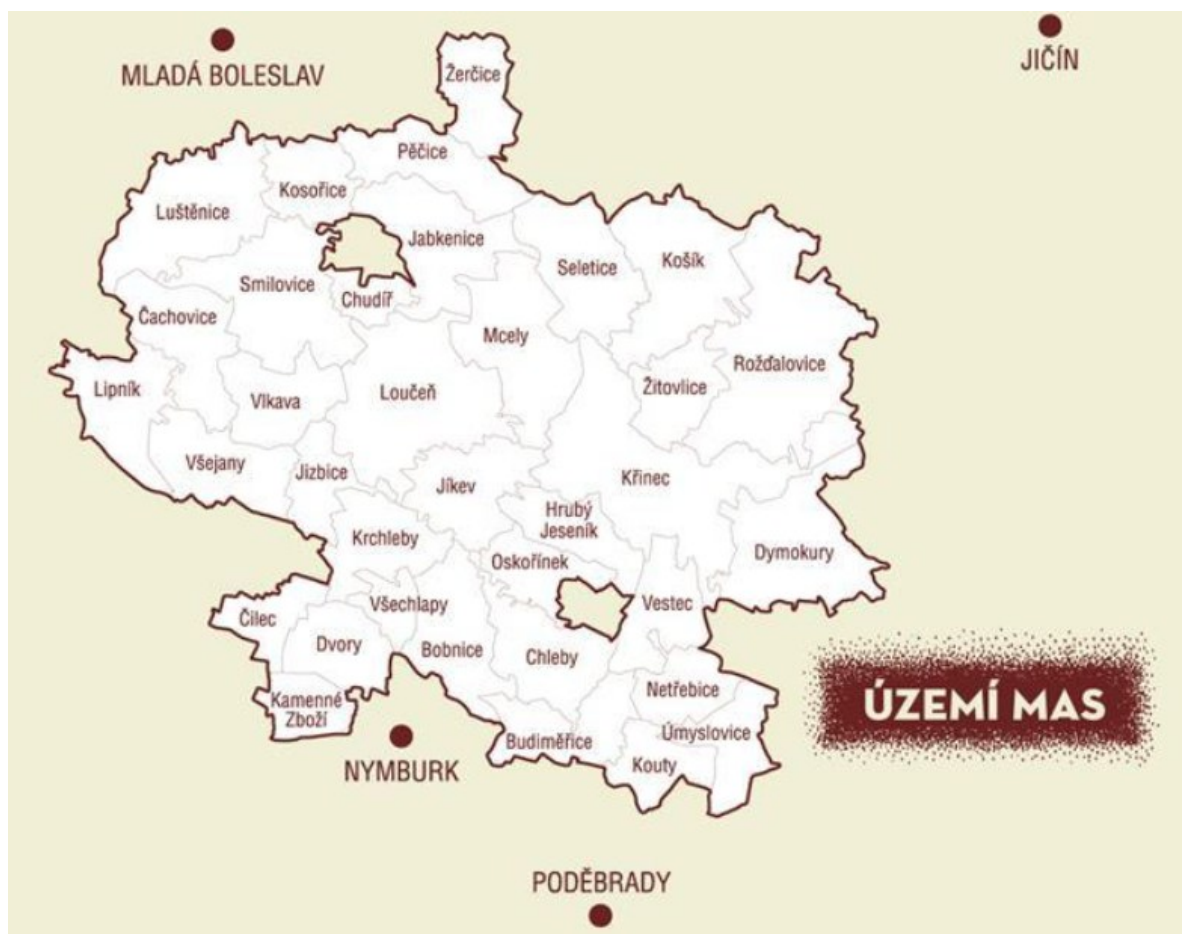 MLADÁ BOLESLAV
JIČÍN
Žerčice
Pěčice
Kosořice
Luštěnice
Jabkenice
Seletice
Košík
Smilovice
Chudíř
Čachovice
Mcely
Rožďalovice
Žitovlice
Lipník
Vlkava
Loučeň
Všejany
Jizbice
Jíkev
Křinec
Hrubý
Jeseník
Krchleby
Oskořínek
Dymokury
Čilec
Všechlapy
Vestec
Dvory
Bobnice
Chleby
Kamenné
Zboží
Netřebice
ÚZEMÍ MAS
Úmyslovice
Budiměřice
Kouty
NYMBURK
PODĚBRADY